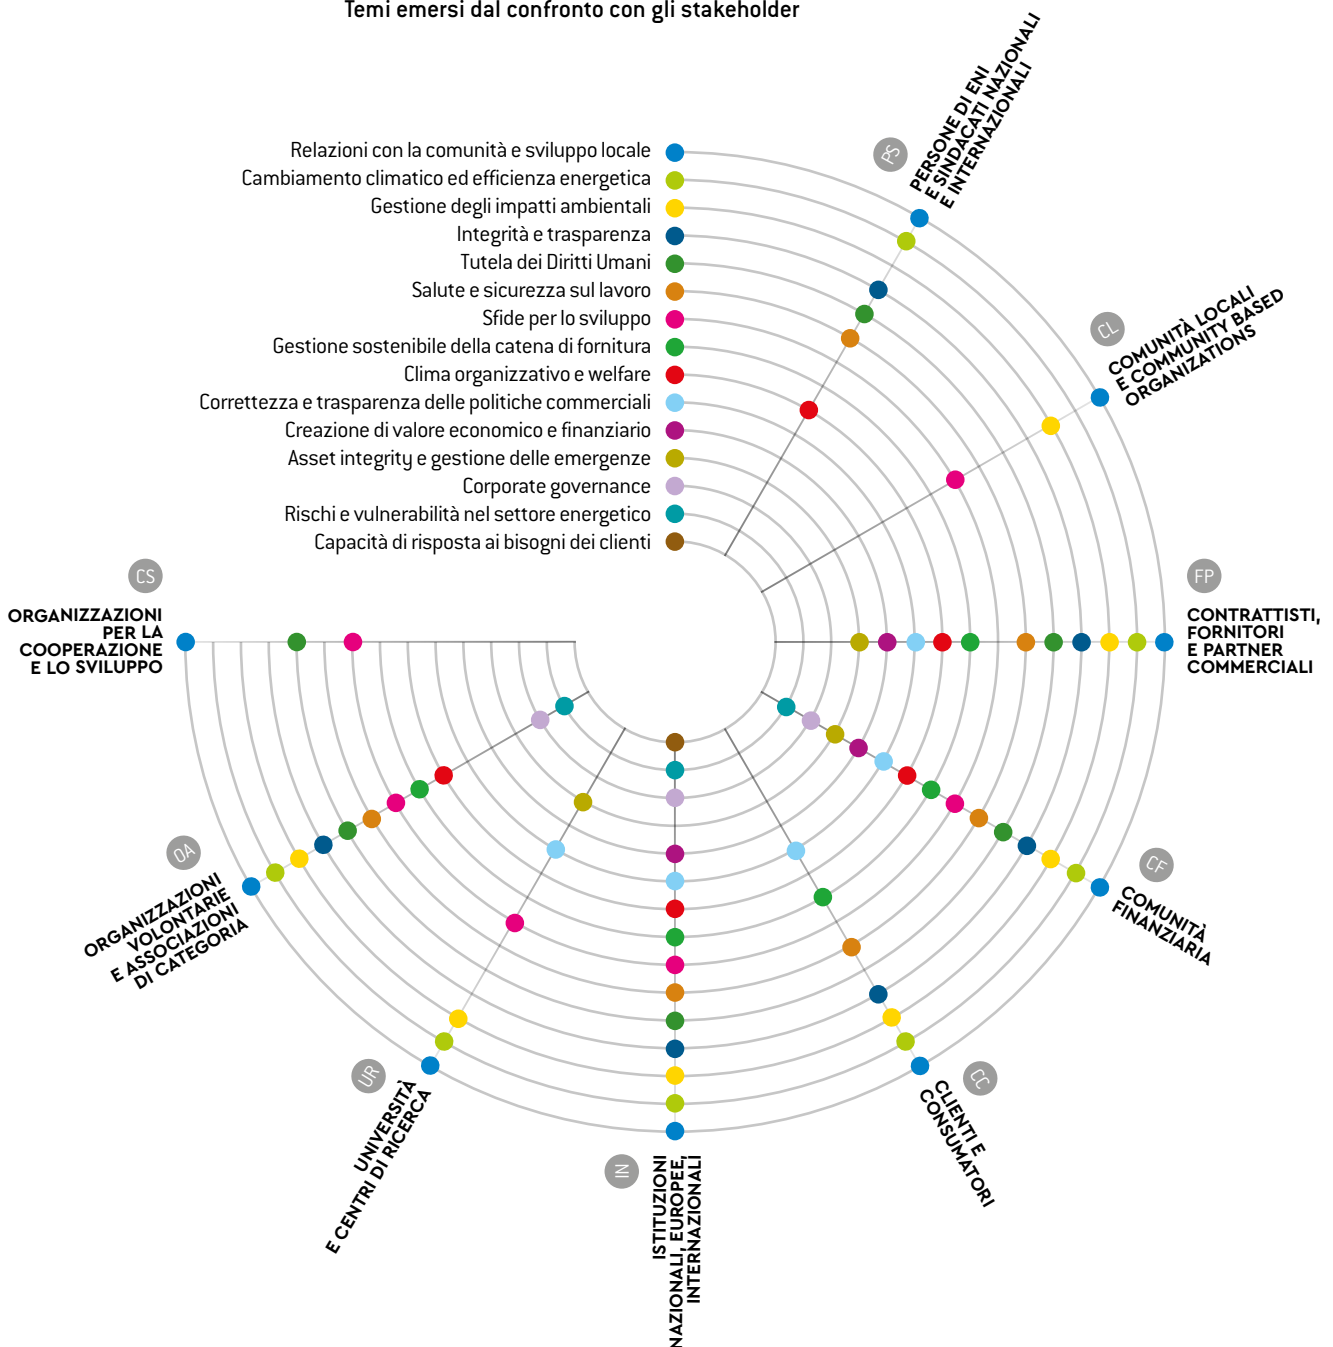 Temi emersi dal confronto con gli stakeholder
Relazioni con la comunità e sviluppo locale
Cambiamento climatico ed efficienza energetica
Gestione degli impatti ambientali
Integrità e trasparenza
Tutela dei Diritti Umani
Salute e sicurezza sul lavoro
Sfide per lo sviluppo
Gestione sostenibile della catena di fornitura
Clima organizzativo e welfare
Correttezza e trasparenza delle politiche commerciali
Creazione di valore economico e finanziario
Asset integrity e gestione delle emergenze
Corporate governance
Rischi e vulnerabilità nel settore energetico
Capacità di risposta ai bisogni dei clienti
PS
PERSONE DI ENI
E SINDACATI NAZIONALI
E INTERNAZIONALI
CL
COMUNITÀ LOCALI
E COMMUNITY BASED
ORGANIZATIONS
FP
CONTRATTISTI,
FORNITORI
E PARTNER
COMMERCIALI
CF
COMUNITÀ
FINANZIARIA
CC
CLIENTI E
CONSUMATORI
IN
ISTITUZIONI
NAZIONALI, EUROPEE,
INTERNAZIONALI
UR
UNIVERSITÀ
E CENTRI DI RICERCA
OA
ORGANIZZAZIONI
VOLONTARIE
E ASSOCIAZIONI
DI CATEGORIA
CS
ORGANIZZAZIONI
PER LA
COOPERAZIONE
E LO SVILUPPO